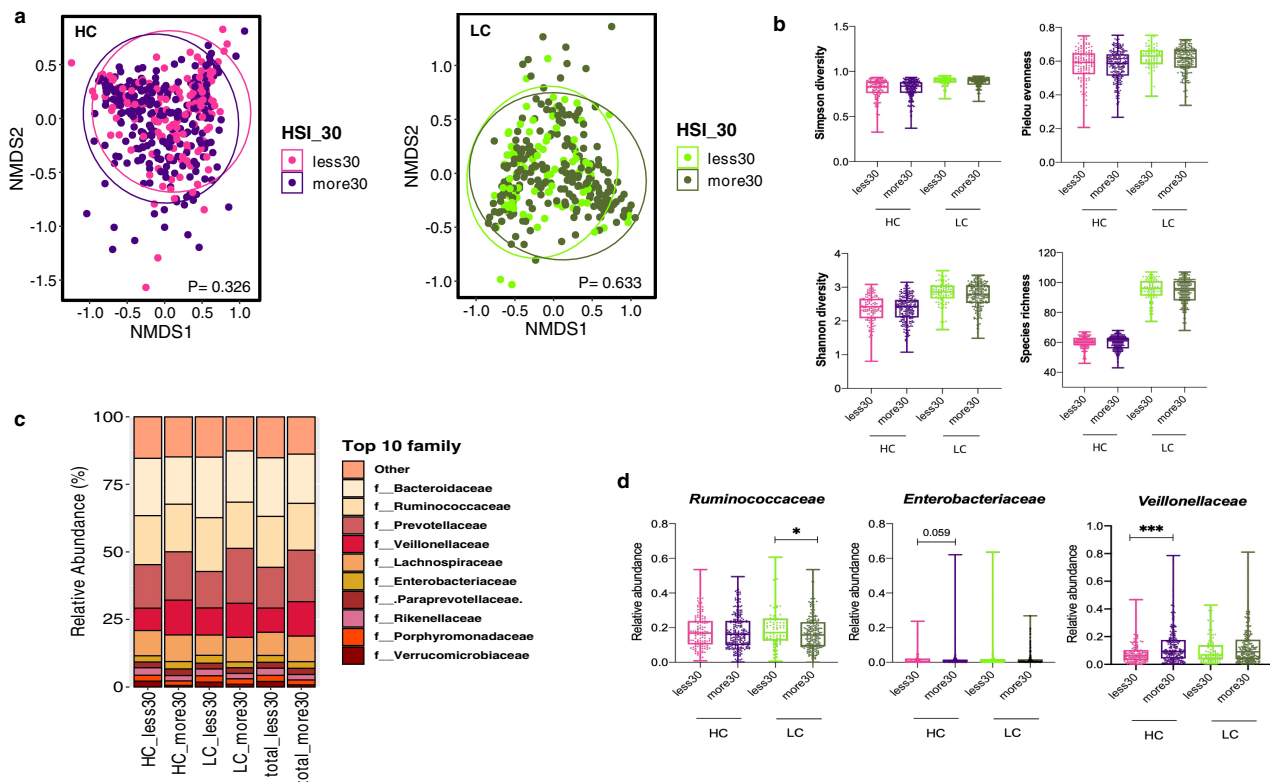 a
HC
0.5
0.0
-0.5
-1.0
-1.5
NMDS2
-1.0
-0.5
0.0
0.5
1.0
NMDS1
P= 0.326
HSI_30
less30
more30
LC
1.0
0.5
0.0
-0.5
-1.0
NMDS2
-1.0
-0.5
0.0
0.5
1.0
NMDS1
P= 0.633
HSI_30
less30
more30
b
Simpson diversity
1.5
1.0
0.5
0.0
less30
more30
less30
more30
HC
LC
Pielou evenness
0.8
0.6
0.4
0.2
0.0
less30
more30
less30
more30
HC
LC
Shannon diversity
4
3
2
1
0
less30
more30
less30
more30
HC
LC
Species richness
120
100
80
60
40
less30
more30
less30
more30
HC
LC
c
Relative Abundance (%)
100
75
50
25
0
HC_less30
HC_more30
LC_less30
LC_more30
total_less30
total_more30
Top 10 family
Other
f__Bacteroidaceae
f__Ruminococcaceae
f__Prevotellaceae
f__Veillonellaceae
f__Lachnospiraceae
f__Enterobacteriaceae
f__.Paraprevotellaceae.
f__Rikenellaceae
f__Porphyromonadaceae
f__Verrucomicrobiaceae
d
Ruminococcaceae
Relative abundance
0.8
0.6
0.4
0.2
0.0
*
less30
more30
less30
more30
HC
LC
Enterobacteriaceae
Relative abundance
0.8
0.6
0.4
0.2
0.0
0.059
less30
more30
less30
more30
HC
LC
Veillonellaceae
Relative abundance
1.0
0.8
0.6
0.4
0.2
0.0
***
less30
more30
less30
more30
HC
LC